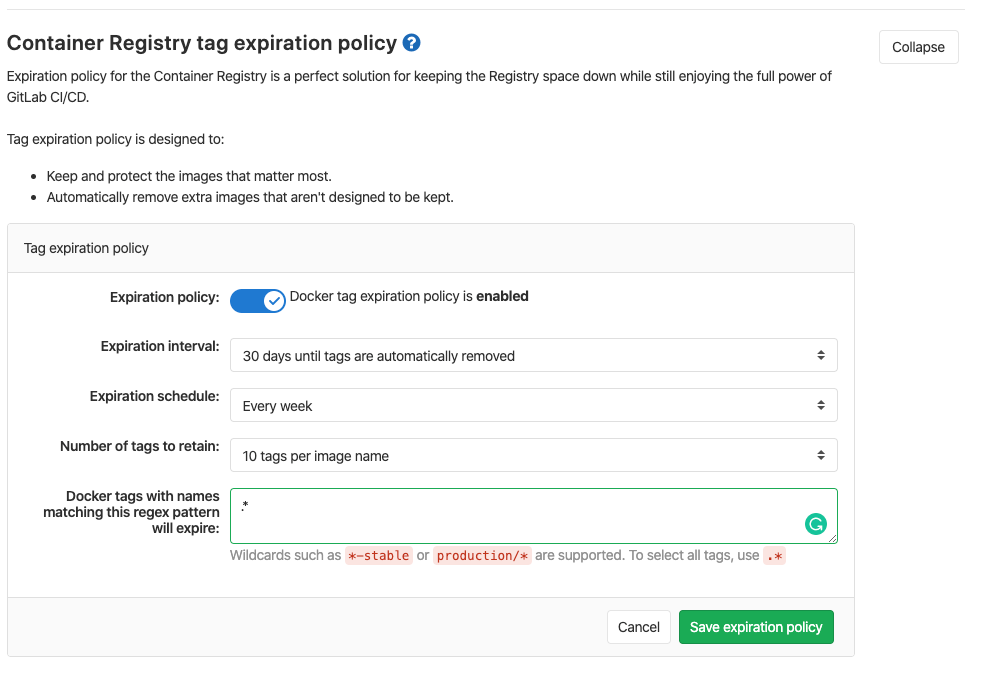 Container Registry tag expiration policy ?
Collapse
Expiration policy for the Container Registry is a perfect solution for keeping the Registry space down while still enjoying the full power of
GitLab CI/CD.
Tag expiration policy is designed to:
• Keep and protect the images that matter most.
• Automatically remove extra images that aren't designed to be kept.
Tag expiration policy
Expiration policy: Docker tag expiration policy is enabled
Expiration interval: 30 days until tags are automatically removed
Expiration schedule: Every week
Number of tags to retain: 10 tags per image name
Docker tags with names
matching this regex pattern
will expire:
.*
Wildcards such as *-stable or production/* are supported. To select all tags, use .*
Cancel
Save expiration policy